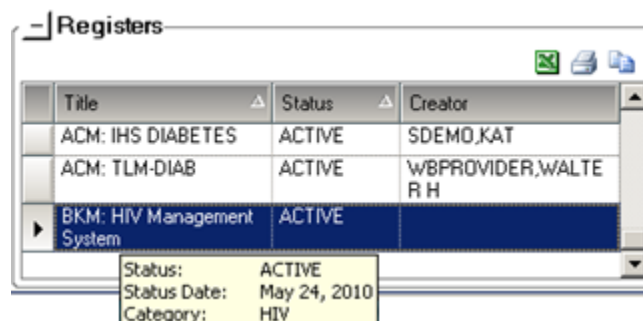 Registers
Title Status Creator
ACM: IHS DIABETES ACTIVE SDEMO,KAT
ACM: TLM-DIAB ACTIVE WBPROVIDER,WALTE
R H
BKM: HIV Management ACTIVE
System
Status: ACTIVE
Status Date: May 24, 2010
Category: HIV